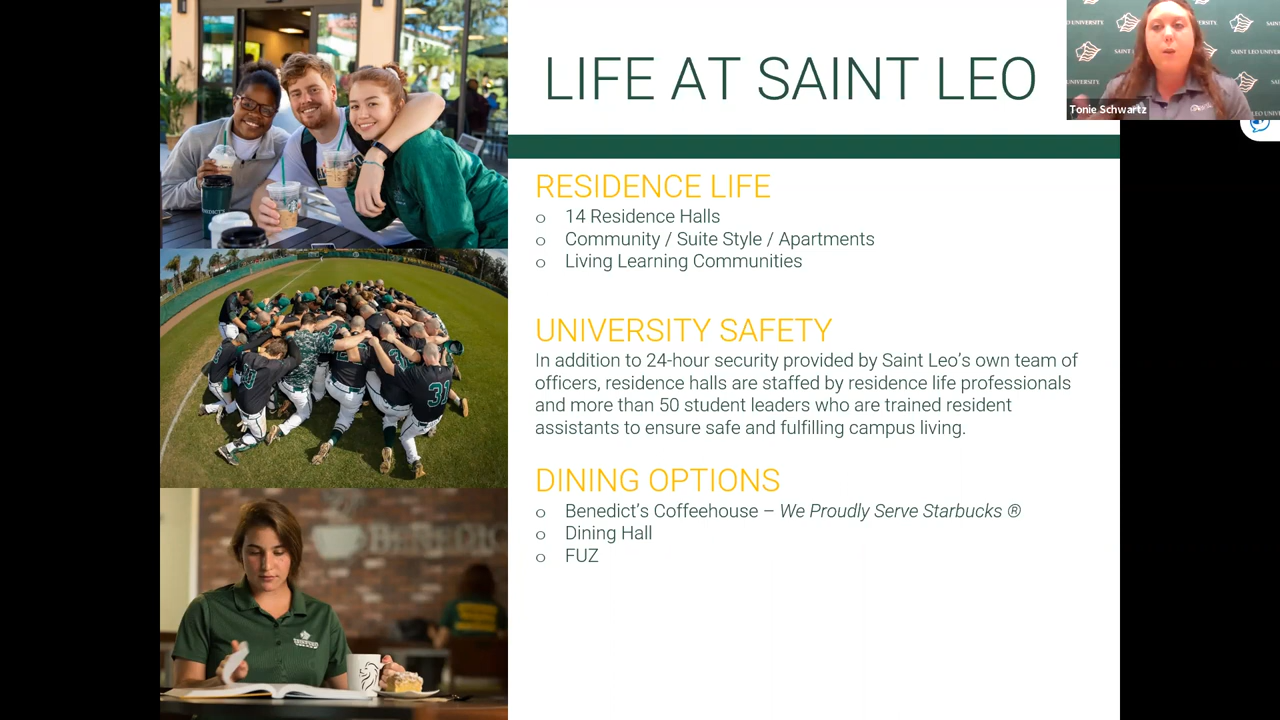 LIFE AT SAINT LEO
Tonie Schwartz
RESIDENCE LIFE
o 14 Residence Halls
o Community / Suite Style / Apartments
o Living Learning Communities
UNIVERSITY SAFETY
In addition to 24-hour security provided by Saint Leo's own team of
officers, residence halls are staffed by residence life professionals
and more than 50 student leaders who are trained resident
assistants to ensure safe and fulfilling campus living.
31
DINING OPTIONS
o Benedict's Coffeehouse – We Proudly Serve Starbucks ®
o Dining Hall
o FUZ